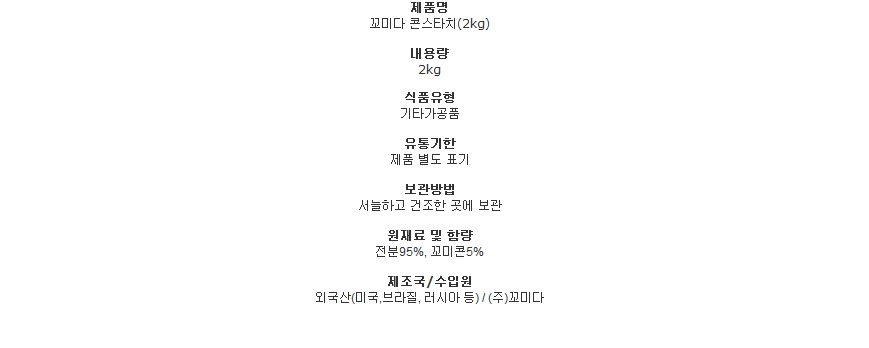 제품명
꼬미다 콘스타치(2kg)
내용량
2kg
식품유형
기타가공품
유통기한
제품 별도 표기
보관방법
서늘하고 건조한 곳에 보관
원재료 및 함량
전분95%, 꼬미콘5%
제조국/수입원
외국산(미국,브라질, 러시아 등) / (주)꼬미다